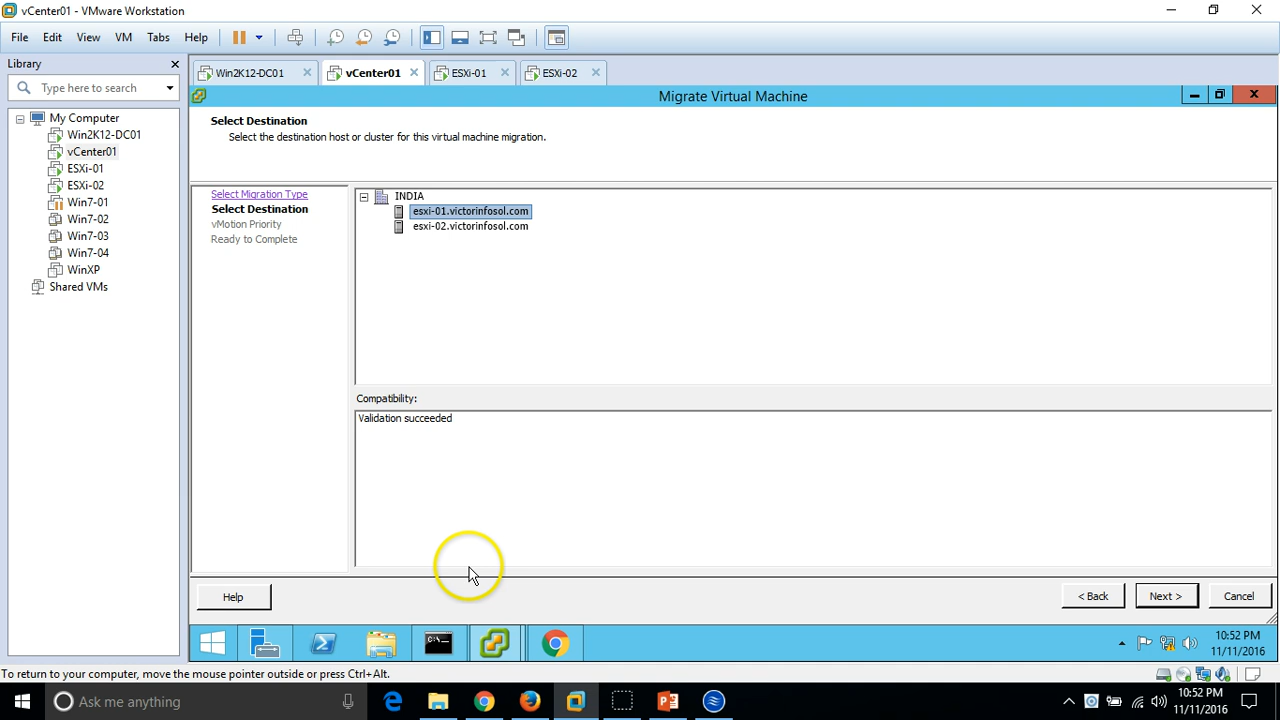 vCenter01 - VMware Workstation
File Edit View VM Tabs Help
Library
Type here to search
My Computer
Win2K12-DC01
vCenter01
ESXi-01
ESXi-02
Win7-01
Win7-02
Win7-03
Win7-04
WinXP
Shared VMs
Win2K12-DC01 vCenter01 ESXi-01 ESXi-02
Migrate Virtual Machine
Select Destination
Select the destination host or cluster for this virtual machine migration.
Select Migration Type
Select Destination
vMotion Priority
Ready to Complete
INDIA
esxi-01.victorinfosol.com
esxi-02.victorinfosol.com
Compatibility:
Validation succeeded
Help < Back Next > Cancel
C:\
10:52 PM
11/11/2016
To return to your computer, move the mouse pointer outside or press Ctrl+Alt.
Ask me anything
10:52 PM
11/11/2016